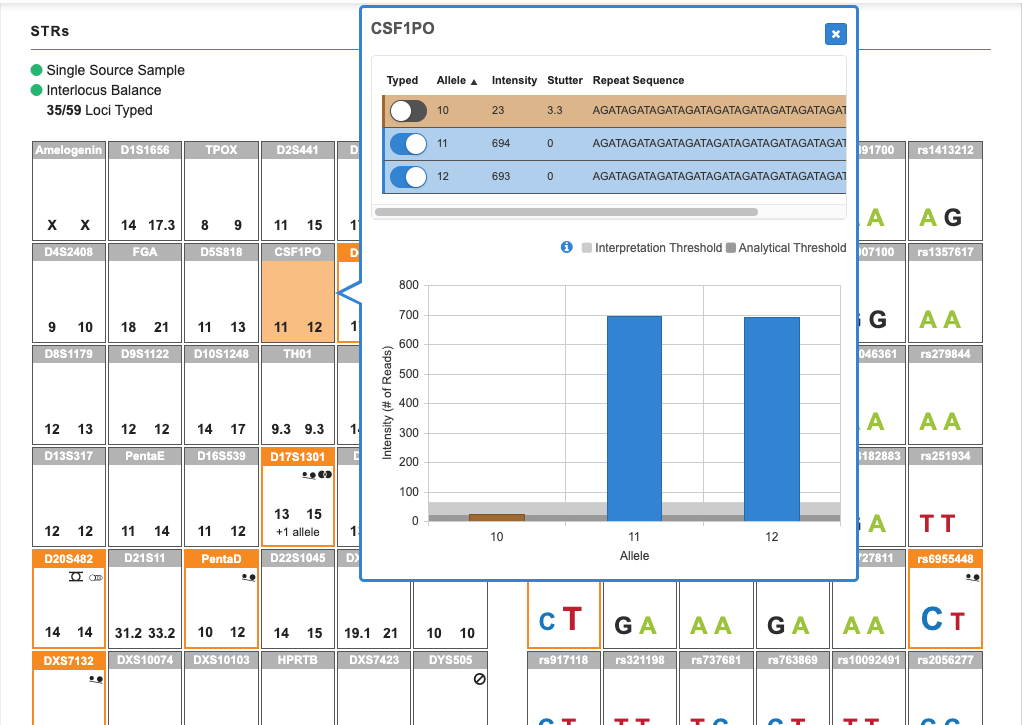 STRs
Single Source Sample
Interlocus Balance
35/59 Loci Typed
CSF1PO
Typed Allele ▲ Intensity Stutter Repeat Sequence
10 23 3.3 AGATAGATAGATAGATAGATAGATAGATAGAT
11 694 0 AGATAGATAGATAGATAGATAGATAGATAGAT
12 693 0 AGATAGATAGATAGATAGATAGATAGATAGAT
Interpretation Threshold Analytical Threshold
800
700
600
500
400
300
200
100
0
Intensity (# of Reads)
10 11 12
Allele
Amelogenin D1S1656 TPOX D2S441 D
X X 14 17.3 8 9 11 15
D4S2408 FGA D5S818 CSF1PO D
9 10 18 21 11 13 11 12
D8S1179 D9S1122 D10S1248 TH01
12 13 12 12 14 17 9.3 9.3
D13S317 PentaE D16S539 D17S1301
12 12 11 14 11 12 13 15
+1 allele
D20S482 D21S11 PentaD D22S1045
14 14 31.2 33.2 10 12 14 15 19.1 21 10 10
DXS7132 DXS10074 DXS10103 HPRTB DXS7423 DYS505
91700 rs1413212
A A G
07100 rs1357617
G A A
046361 rs279844
A A A
182883 rs251934
A T T
727811 rs6955448
C T G A A A G A A A C T
rs917118 rs321198 rs737681 rs763869 rs10092491 rs2056277